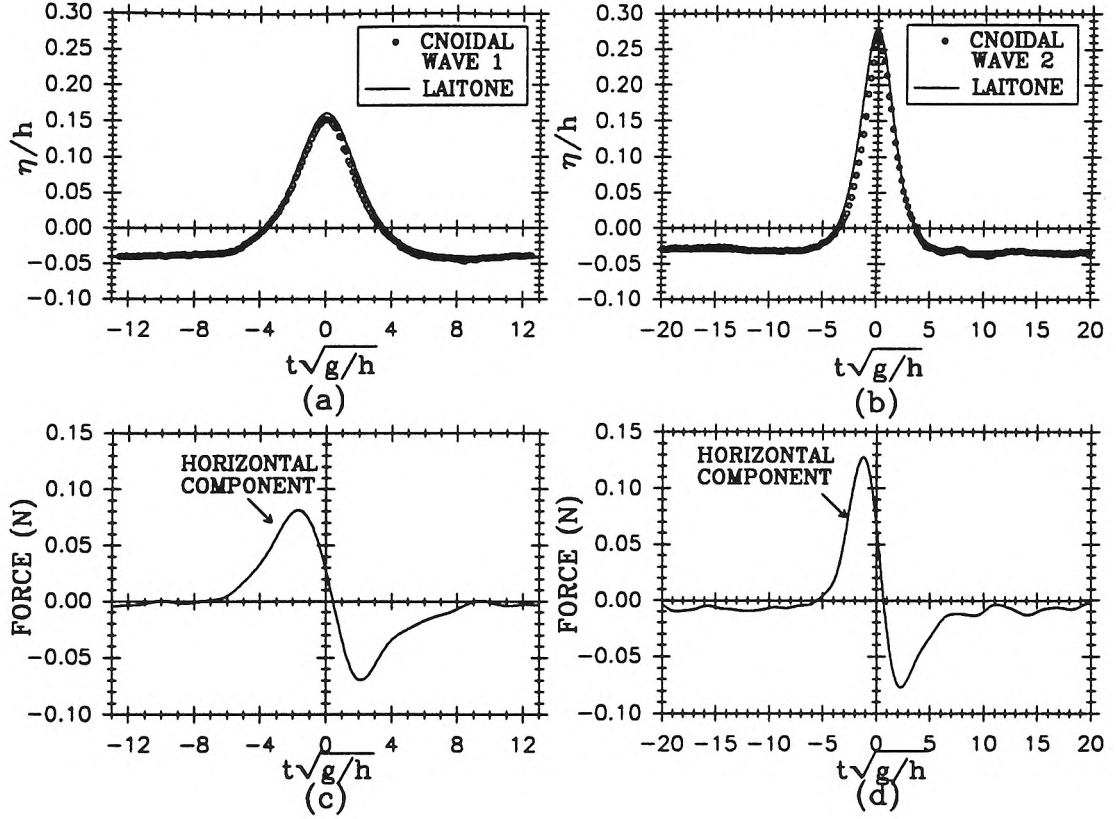 0.30
0.25
0.20
0.15
0.10
0.05
0.00
−0.05
−0.10
η/h
CNOIDAL
WAVE 1
LAITONE
−12 −8 −4 0 4 8 12
t√g/h
(a)
0.30
0.25
0.20
0.15
0.10
0.05
0.00
−0.05
−0.10
η/h
CNOIDAL
WAVE 2
LAITONE
−20 −15 −10 −5 0 5 10 15 20
t√g/h
(b)
0.15
0.10
0.05
0.00
−0.05
−0.10
FORCE (N)
HORIZONTAL
COMPONENT
−12 −8 −4 0 4 8 12
t√g/h
(c)
0.15
0.10
0.05
0.00
−0.05
−0.10
FORCE (N)
HORIZONTAL
COMPONENT
−20 −15 −10 −5 0 5 10 15 20
t√g/h
(d)